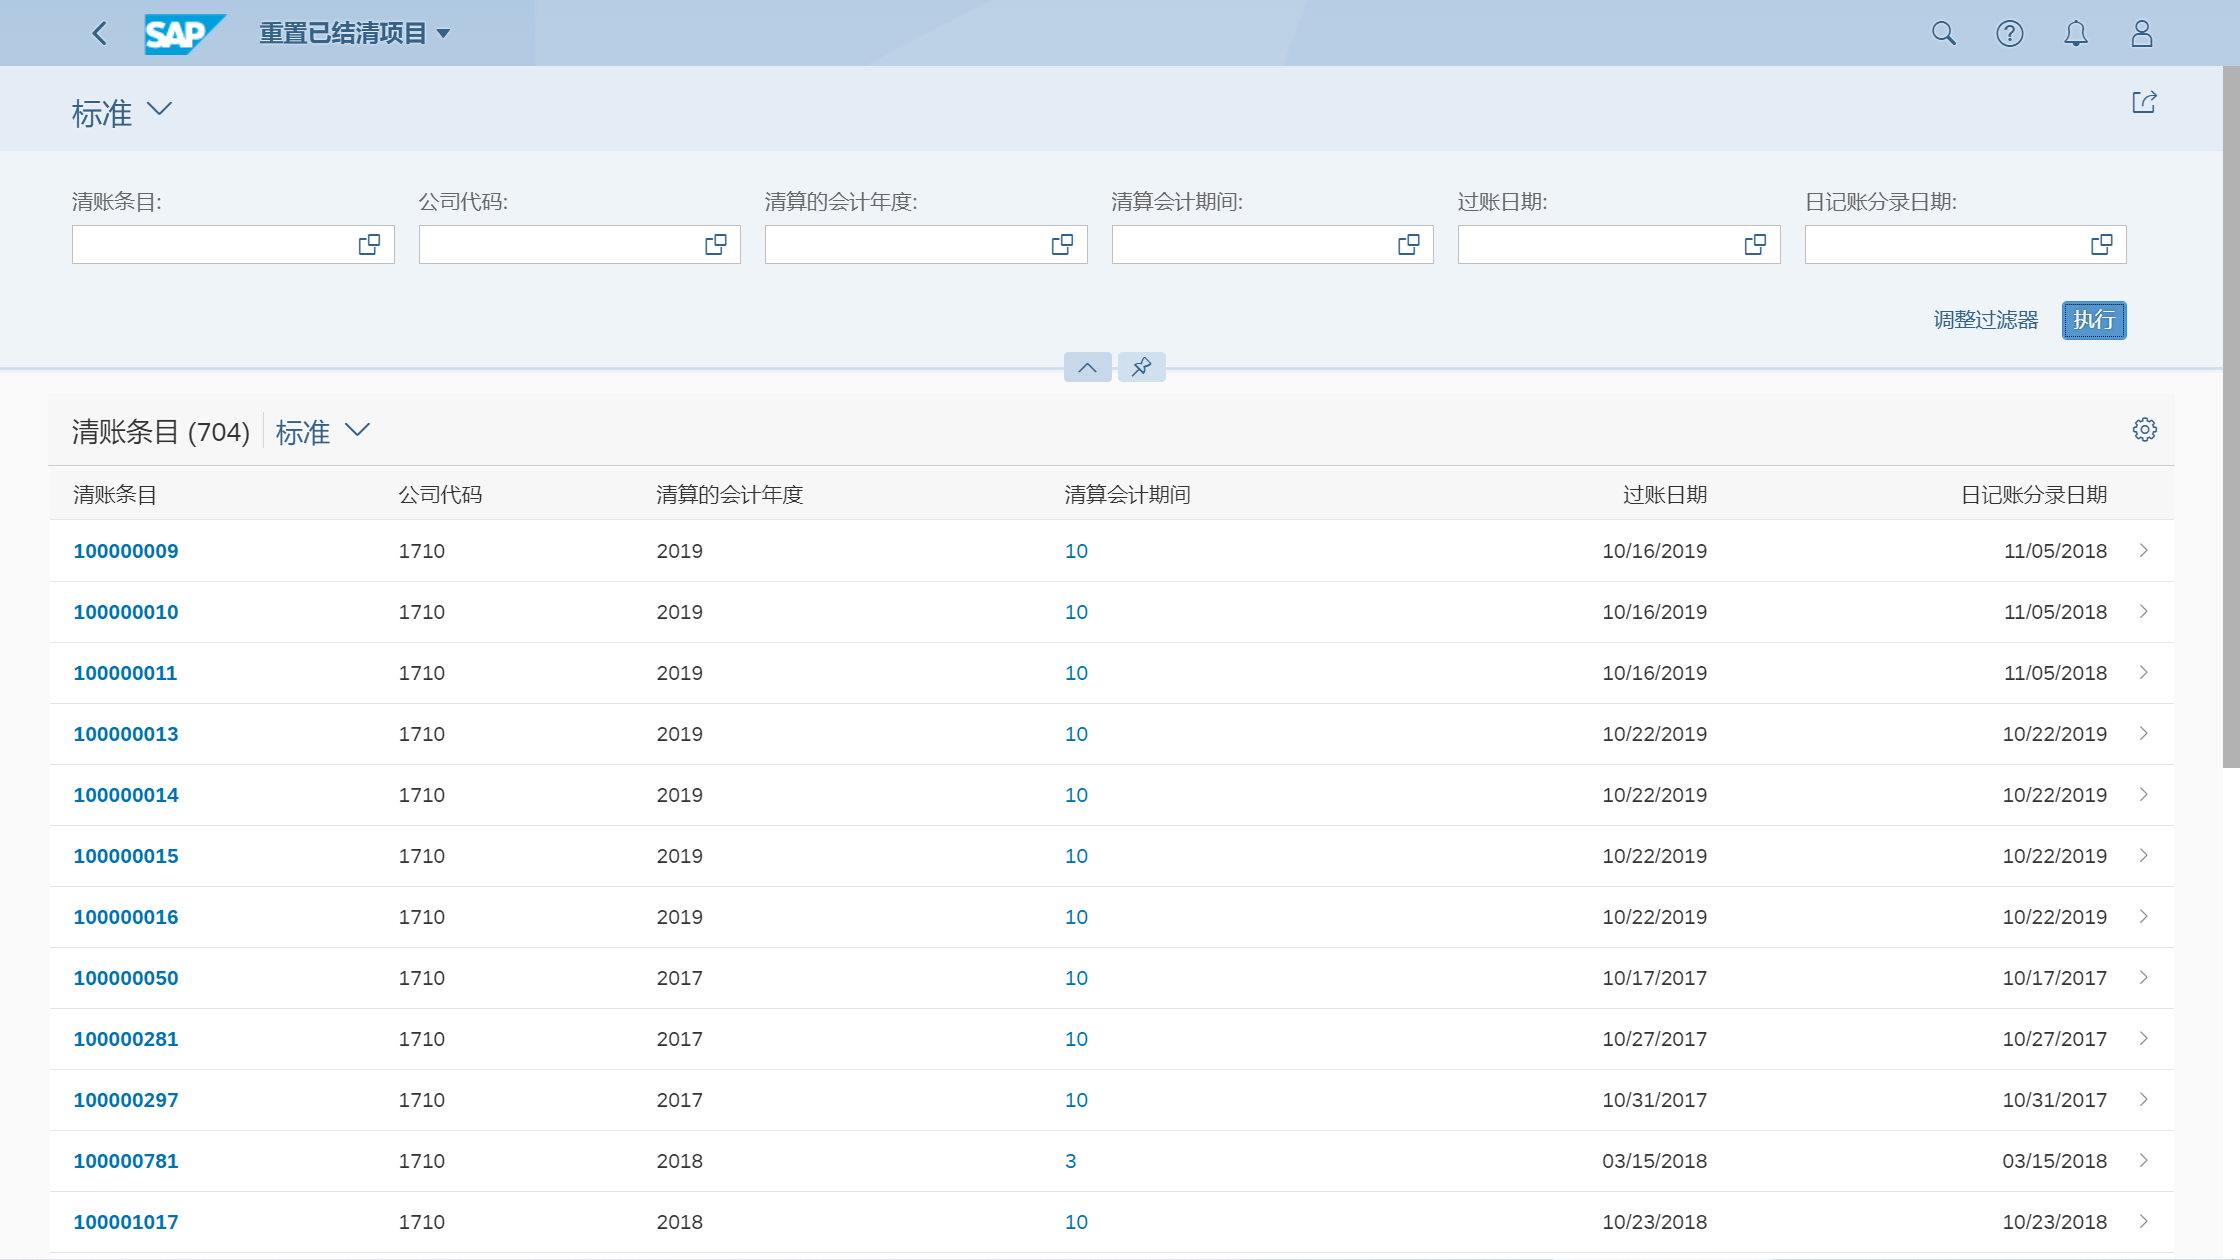 SAP 重置已结清项目
标准
清账条目: 公司代码: 清算的会计年度: 清算会计期间: 过账日期: 日记账分录日期:
调整过滤器 执行
清账条目 (704) 标准
清账条目 公司代码 清算的会计年度 清算会计期间 过账日期 日记账分录日期
100000009 1710 2019 10 10/16/2019 11/05/2018
100000010 1710 2019 10 10/16/2019 11/05/2018
100000011 1710 2019 10 10/16/2019 11/05/2018
100000013 1710 2019 10 10/22/2019 10/22/2019
100000014 1710 2019 10 10/22/2019 10/22/2019
100000015 1710 2019 10 10/22/2019 10/22/2019
100000016 1710 2019 10 10/22/2019 10/22/2019
100000050 1710 2017 10 10/17/2017 10/17/2017
100000281 1710 2017 10 10/27/2017 10/27/2017
100000297 1710 2017 10 10/31/2017 10/31/2017
100000781 1710 2018 3 03/15/2018 03/15/2018
100001017 1710 2018 10 10/23/2018 10/23/2018